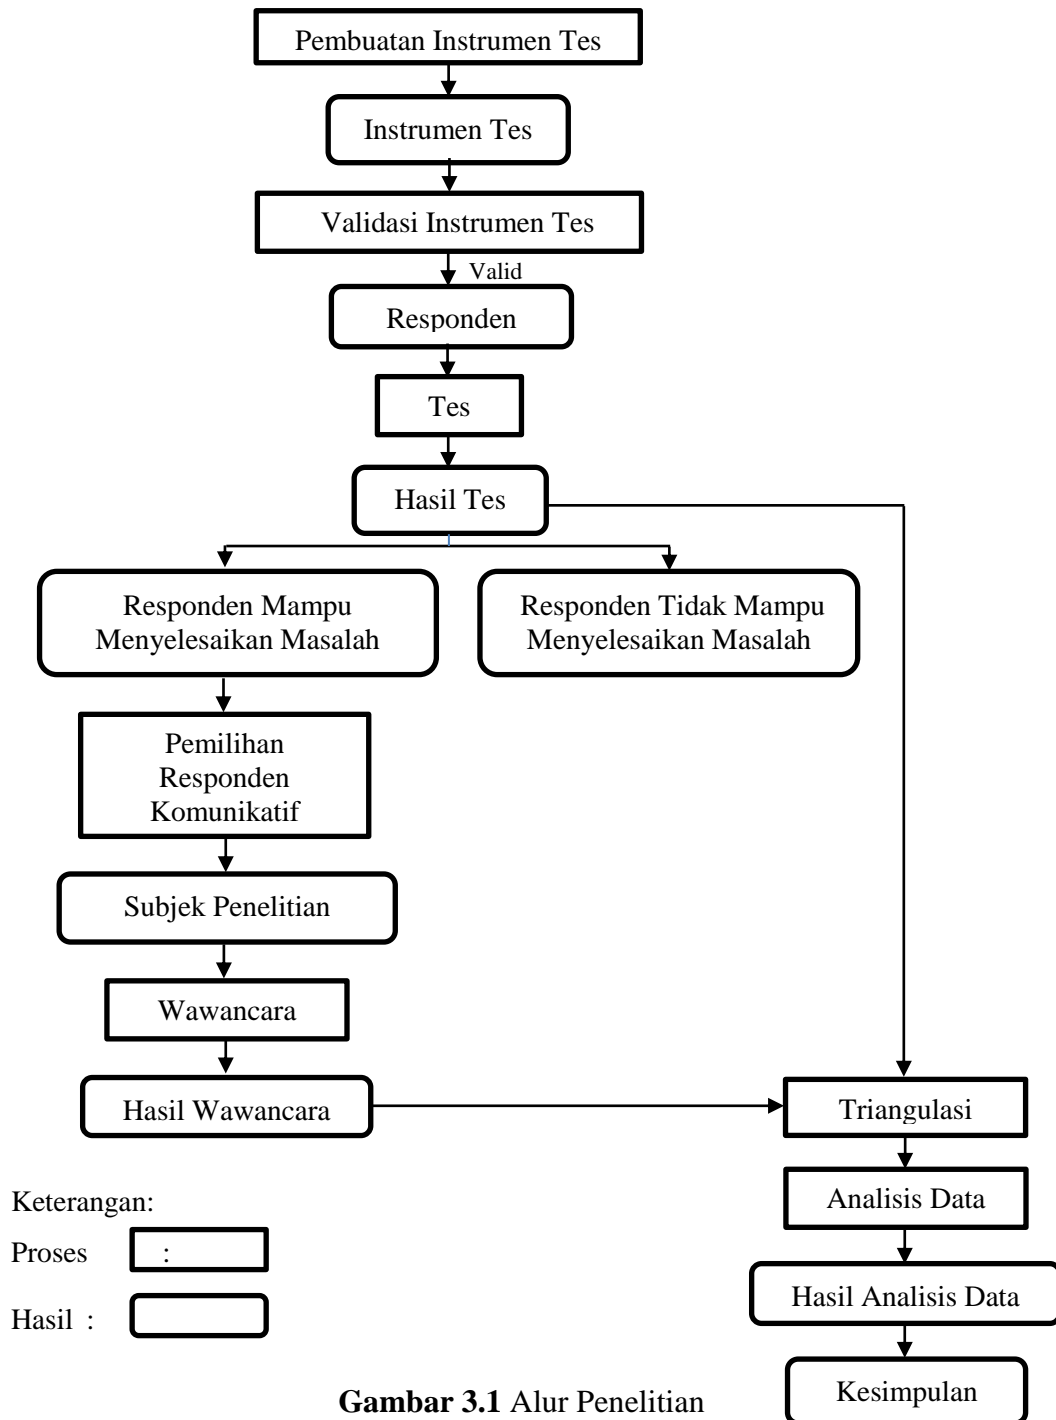 Pembuatan Instrumen Tes
Instrumen Tes
Validasi Instrumen Tes
Valid
Responden
Tes
Hasil Tes
Responden Mampu
Menyelesaikan Masalah
Responden Tidak Mampu
Menyelesaikan Masalah
Pemilihan
Responden
Komunikatif
Subjek Penelitian
Wawancara
Hasil Wawancara
Triangulasi
Analisis Data
Hasil Analisis Data
Kesimpulan
Keterangan:
Proses :
Hasil :
Gambar 3.1 Alur Penelitian